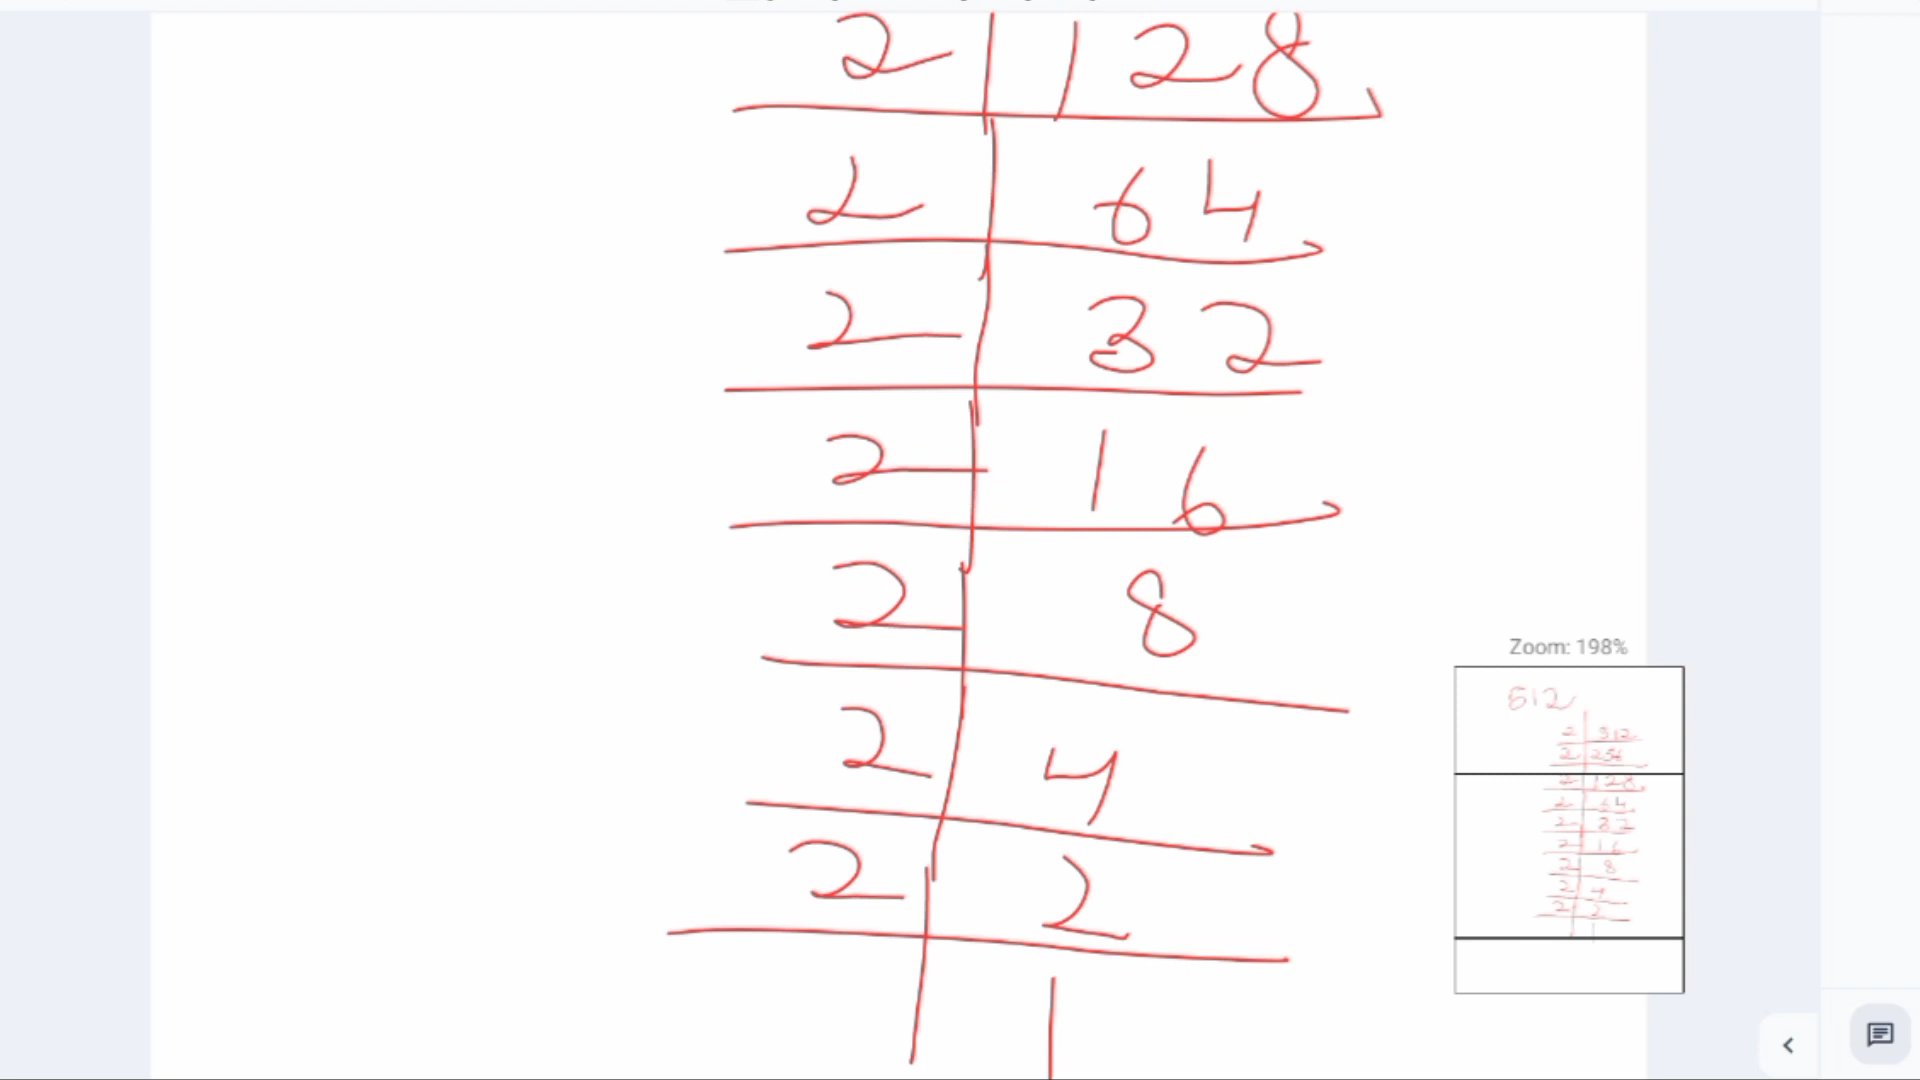 2 | 128
2 | 64
2 | 32
2 | 16
2 | 8
2 | 4
2 | 2
| 1
Zoom: 198%
512
2 | 512
2 | 256
2 | 128
2 | 64
2 | 32
2 | 16
2 | 8
2 | 4
2 | 2
| 1